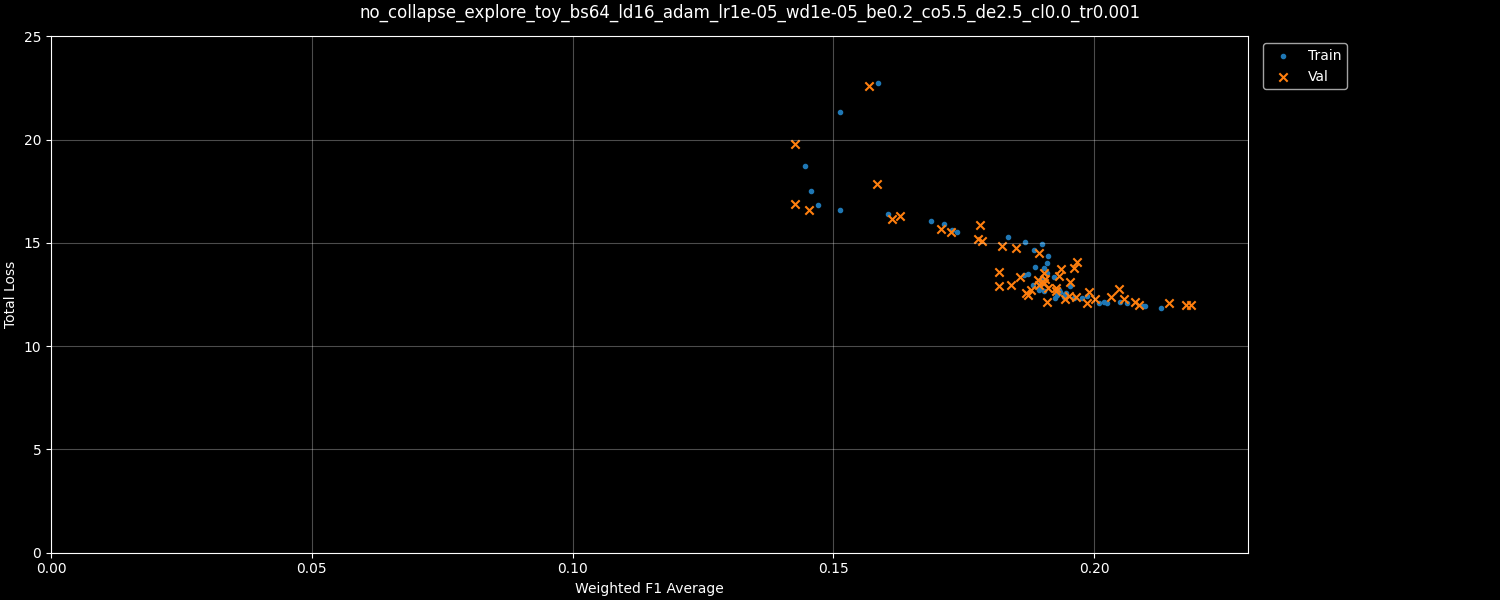 no_collapse_explore_toy_bs64_ld16_adam_lr1e-05_wd1e-05_be0.2_co5.5_de2.5_cl0.0_tr0.001
25
20
15
10
5
0
Total Loss
0.00 0.05 0.10 0.15 0.20
Weighted F1 Average
Train
Val